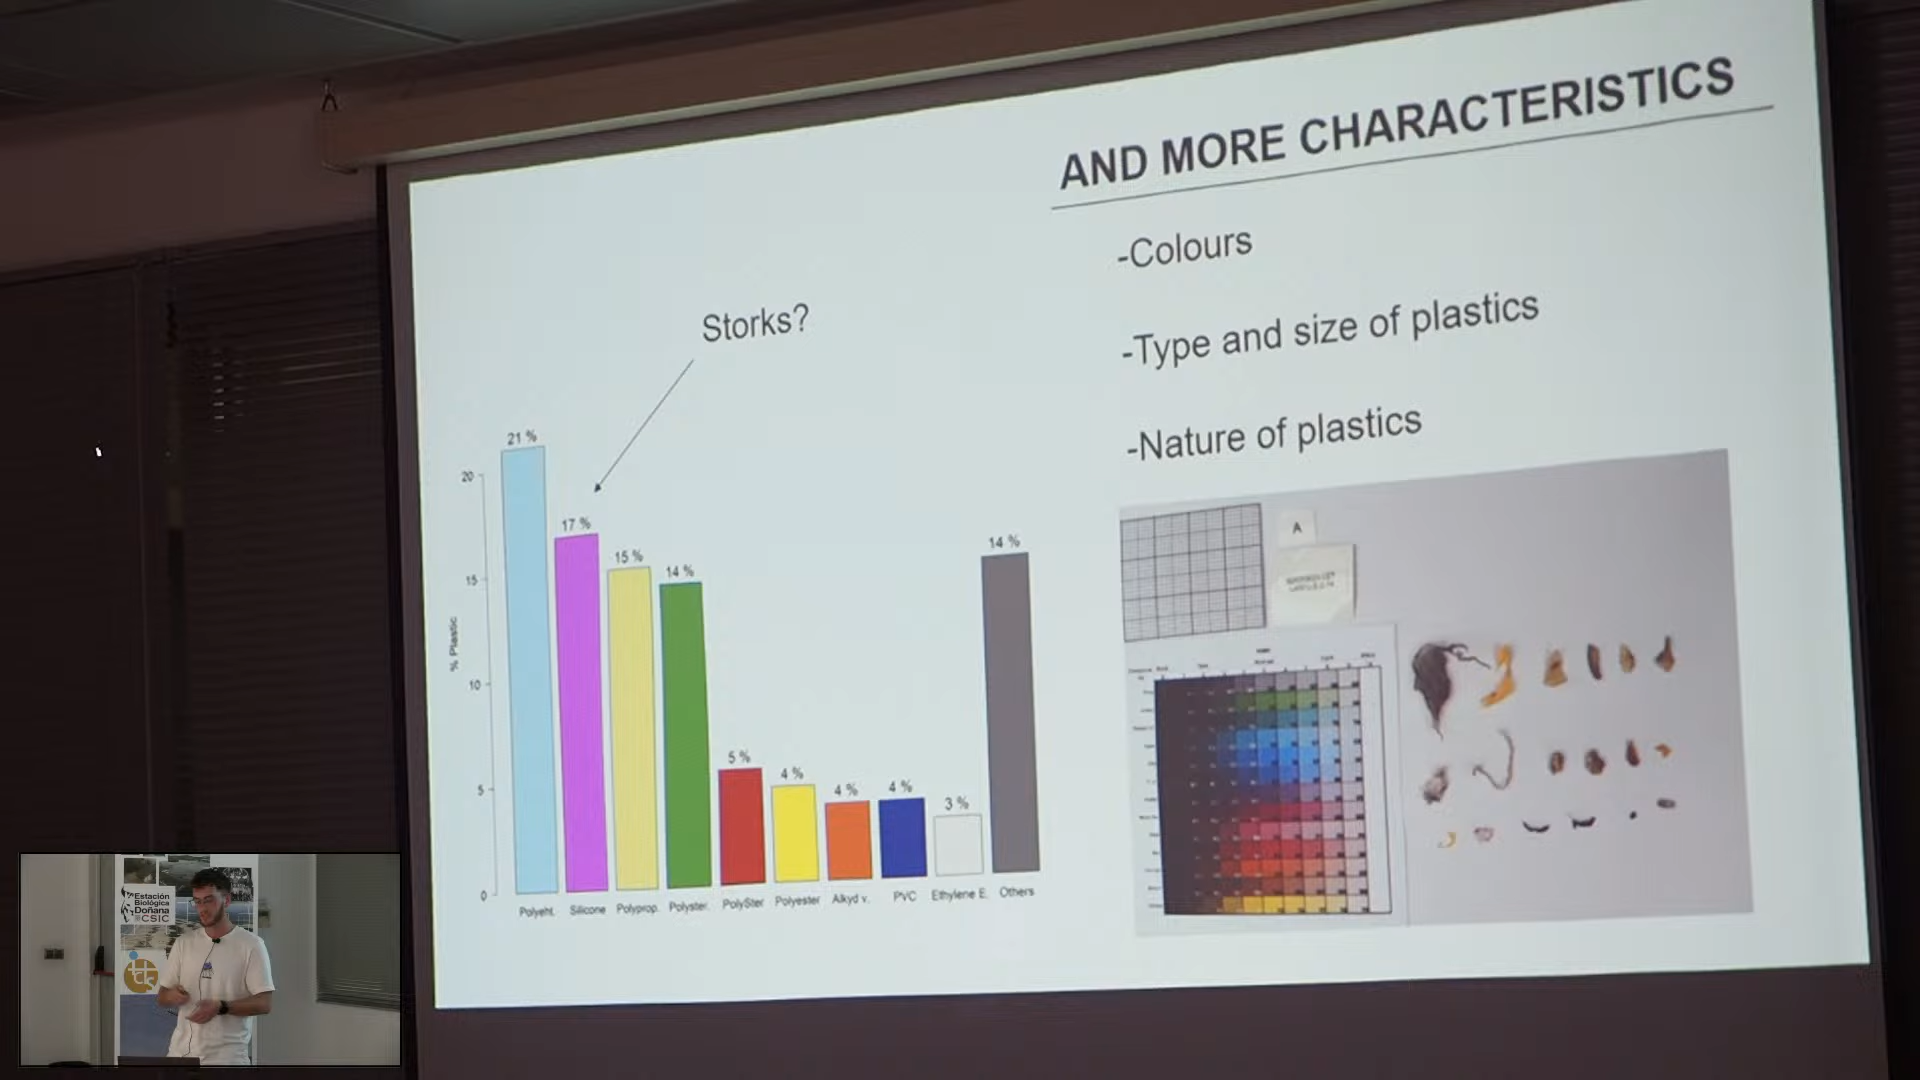 AND MORE CHARACTERISTICS
-Colours
-Type and size of plastics
-Nature of plastics
Storks?
21 %
17 %
15 %
14 %
5 %
4 %
4 %
4 %
3 %
14 %
% Plastic
20
15
10
5
0
Polyeht.
Silicone
Polyprop.
Polyster.
PolySter
Polyester
Alkyd v.
PVC
Ethylene E.
Others
A
Estación
Biológica
Doñana
CSIC